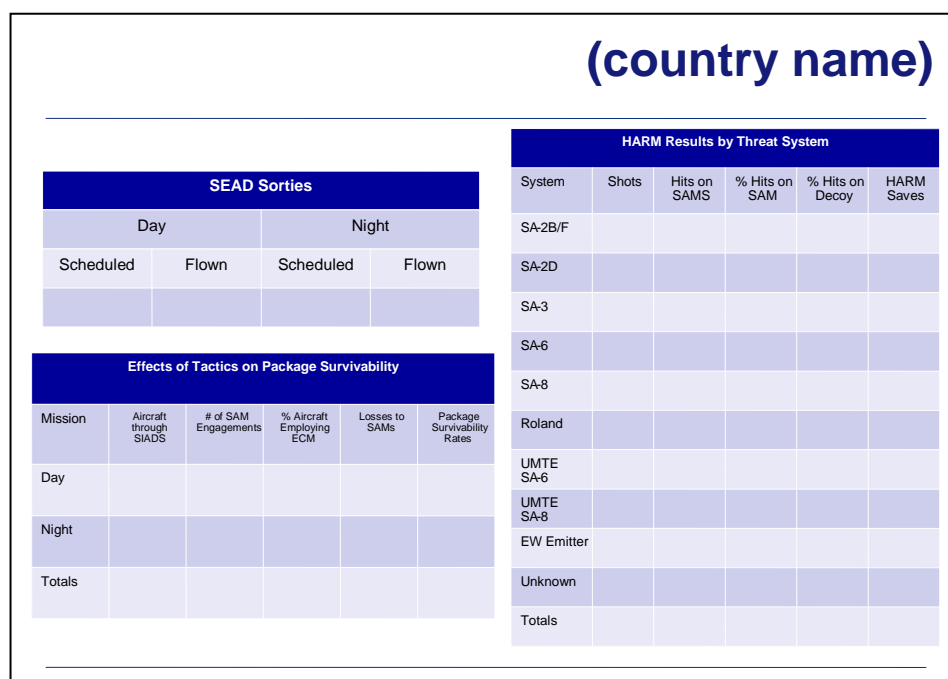 (country name)
SEAD Sorties
Day Night
Scheduled Flown Scheduled Flown
Effects of Tactics on Package Survivability
Mission Aircraft through SIADS # of SAM Engagements % Aircraft Employing ECM Losses to SAMs Package Survivability Rates
Day
Night
Totals
HARM Results by Threat System
System Shots Hits on SAMS % Hits on SAM % Hits on Decoy HARM Saves
SA-2B/F
SA-2D
SA-3
SA-6
SA-8
Roland
UMTE
SA-6
UMTE
SA-8
EW Emitter
Unknown
Totals